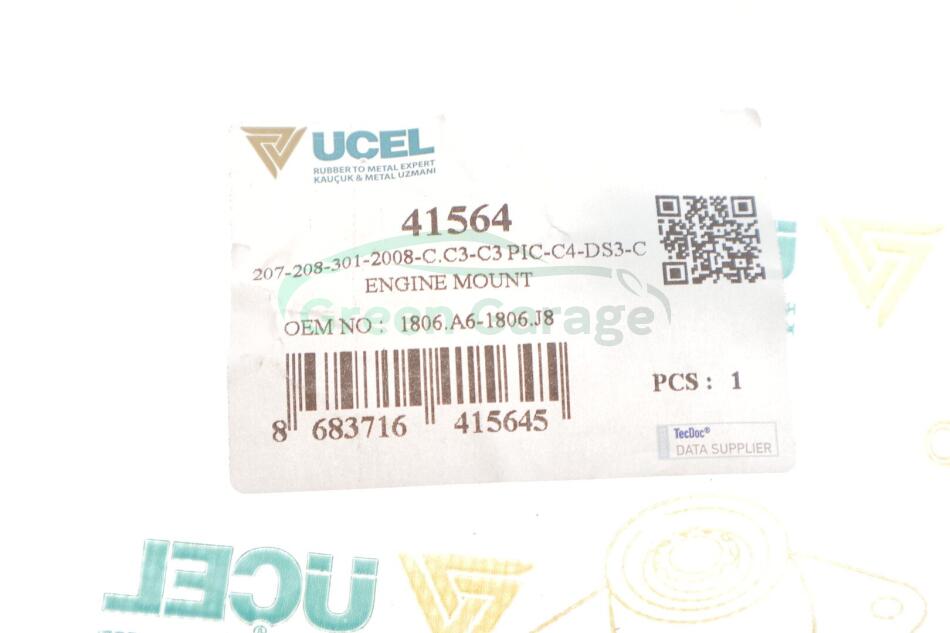 UCEL
RUBBER TO METAL EXPERT
KAUÇUK & METAL UZMANI
41564
207-208-301-2008-C.C3-C3 PIC-C4-DS3-C
ENGINE MOUNT
Green Garage
OEM NO : 1806.A6-1806.J8
8 683716 415645
PCS : 1
TecDoc®
DATA SUPPLIER
ÜCEL